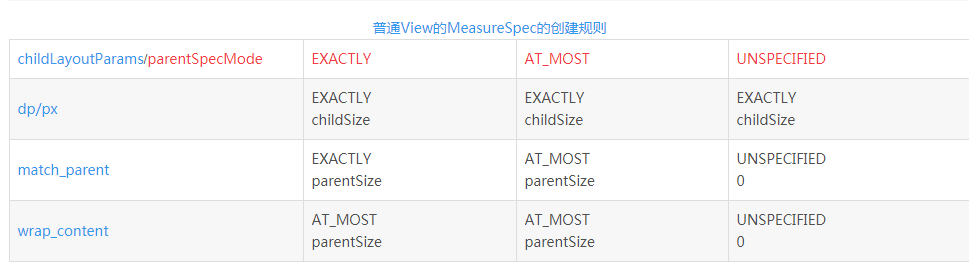 普通View的MeasureSpec的创建规则
childLayoutParams/parentSpecMode EXACTLY AT_MOST UNSPECIFIED
dp/px EXACTLY childSize EXACTLY childSize EXACTLY childSize
match_parent EXACTLY parentSize AT_MOST parentSize UNSPECIFIED 0
wrap_content AT_MOST parentSize AT_MOST parentSize UNSPECIFIED 0